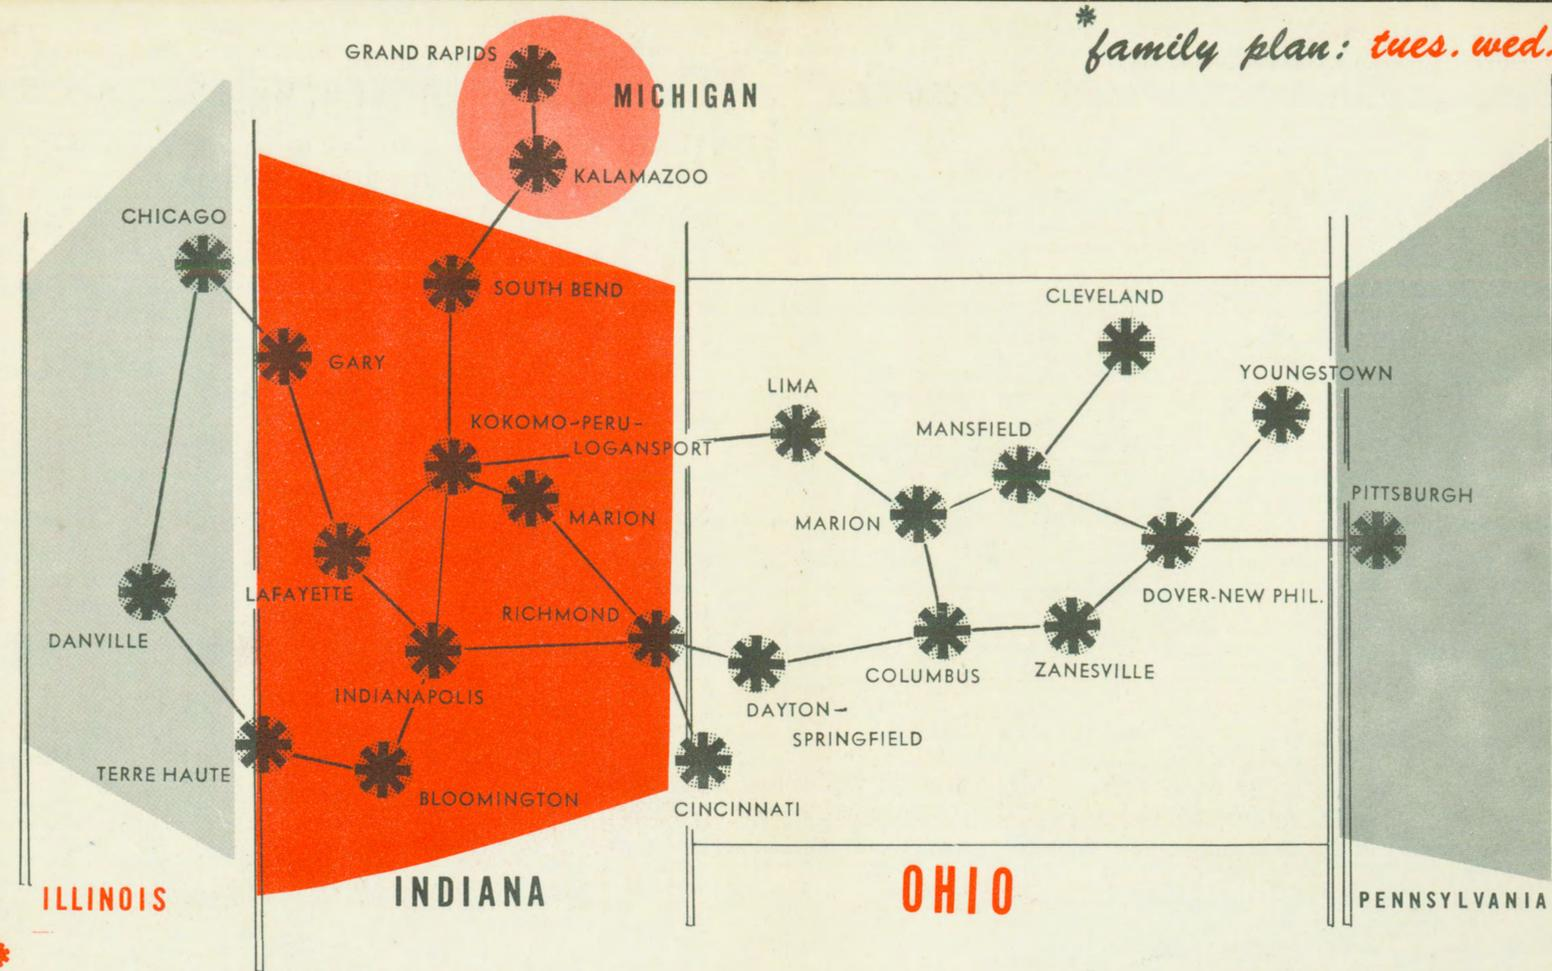 *family plan: tues. wed.
GRAND RAPIDS
MICHIGAN
KALAMAZOO
CHICAGO
SOUTH BEND
GARY
CLEVELAND
YOUNGSTOWN
LIMA
KOKOMO-PERU-
LOGANSPORT
MANSFIELD
PITTSBURGH
MARION
MARION
LAFAYETTE
DOVER-NEW PHIL.
RICHMOND
DANVILLE
COLUMBUS
ZANESVILLE
INDIANAPOLIS
DAYTON-
SPRINGFIELD
TERRE HAUTE
BLOOMINGTON
CINCINNATI
ILLINOIS
INDIANA
OHIO
PENNSYLVANIA
*